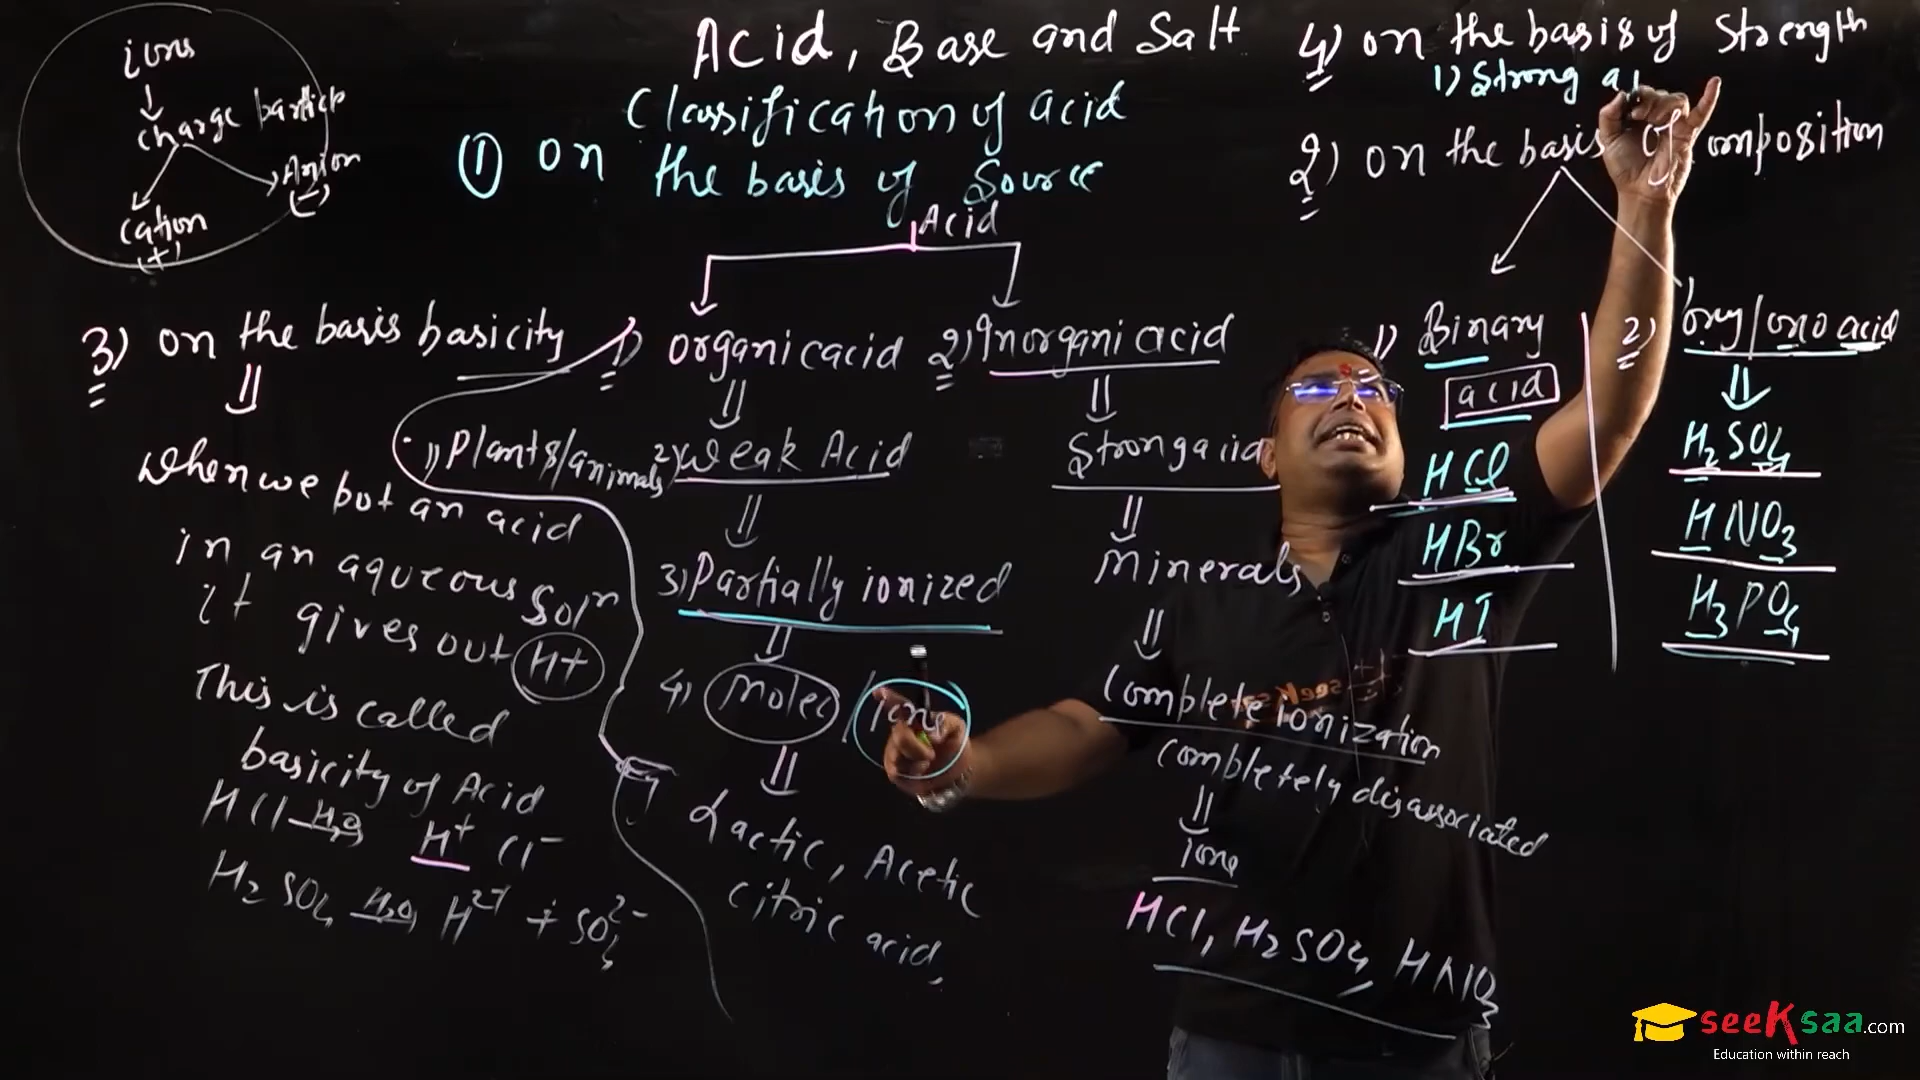 Acid, Base and Salt
Classification of acid
① on the basis of Source
Acid
1) organic acid
1) Plants/animals
2) weak Acid
3) Partially ionized
4) Molec / ions
Lactic, Acetic
Citric acid,
2) Inorganic acid
Strong acid
Minerals
Complete ionization
Completely disassociated
ions
HCl, H2SO4, HNO3
ions
charge particle
Anion
(-)
cation
(+)
3) on the basis basicity
when we put an acid
in an aqueous Solⁿ
it gives out H+
This is called
basicity of Acid
HCl H2O H+ Cl-
H2SO4 H2O H2+ + SO4 2-
4) on the basis of Strength
1) Strong
2) on the basis of Composition
1) Binary
acid
HCl
HBr
HI
2) oxy/oxo acid
H2SO4
HNO3
H3PO4
seeKsaa.com
Education within reach